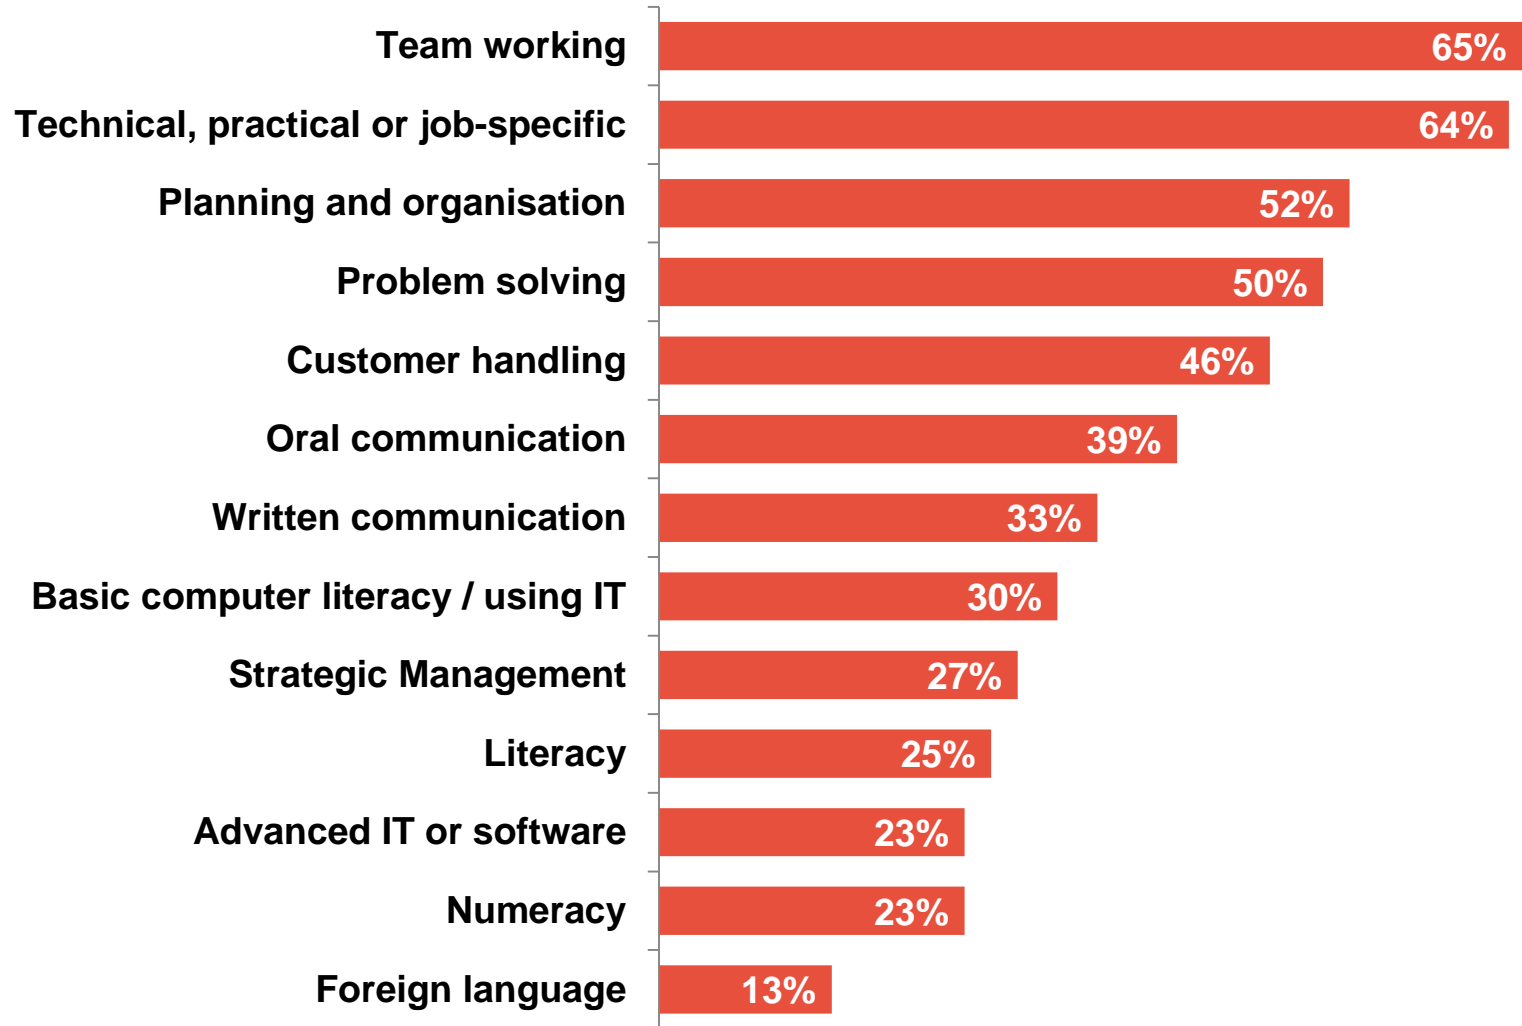 Team working 65%
Technical, practical or job-specific 64%
Planning and organisation 52%
Problem solving 50%
Customer handling 46%
Oral communication 39%
Written communication 33%
Basic computer literacy / using IT 30%
Strategic Management 27%
Literacy 25%
Advanced IT or software 23%
Numeracy 23%
Foreign language 13%